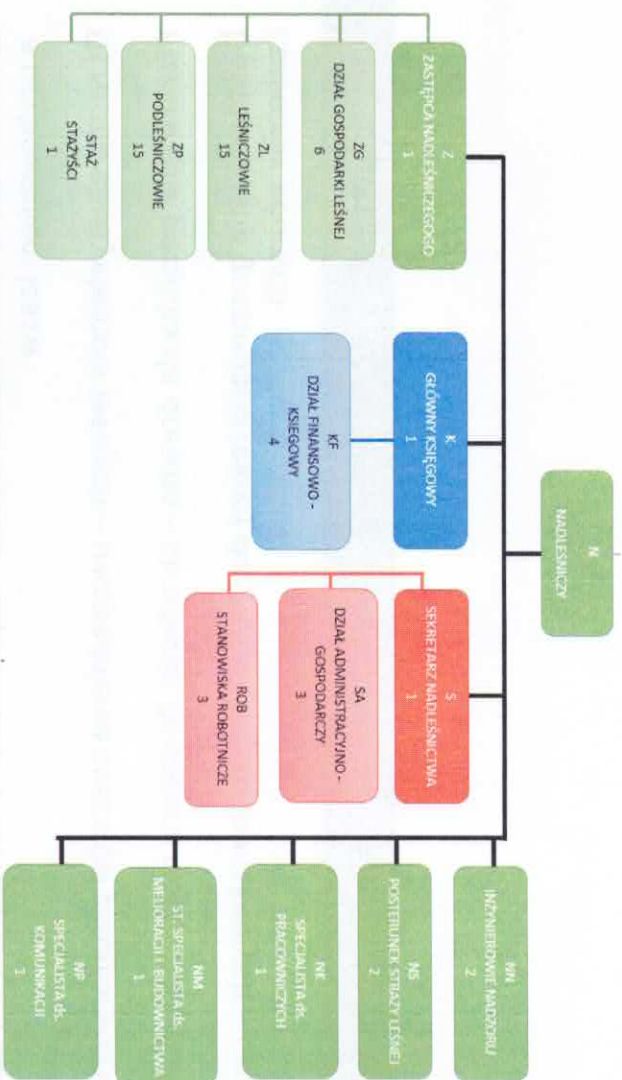 N
NADLEŚNICZY
Z
ZASTĘPCA NADLEŚNICZEGOGO
1
ZG
DZIAŁ GOSPODARKI LEŚNEJ
6
ZL
LEŚNICZOWIE
15
ZP
PODLEŚNICZOWIE
15
STAŻ
STAŻYŚCI
1
K
GŁÓWNY KSIĘGOWY
1
KF
DZIAŁ FINANSOWO -
KSIEGOWY
4
S
SEKRETARZ NADLEŚNICTWA
1
SA
DZIAŁ ADMINISTRACYJNO -
GOSPODARCZY
3
ROB
STANOWISKA ROBOTNICZE
3
NN
INŻYNIEROWIE NADZORU
2
NS
POSTERUNEK STRAŻY LEŚNEJ
2
NK
SPECJALISTA ds.
PRACOWNICZYCH
1
NM
ST. SPECJALISTA ds.
MELIORACJI I BUDOWNICTWA
1
NP
SPECJALISTA ds.
KOMUNIKACJI
1